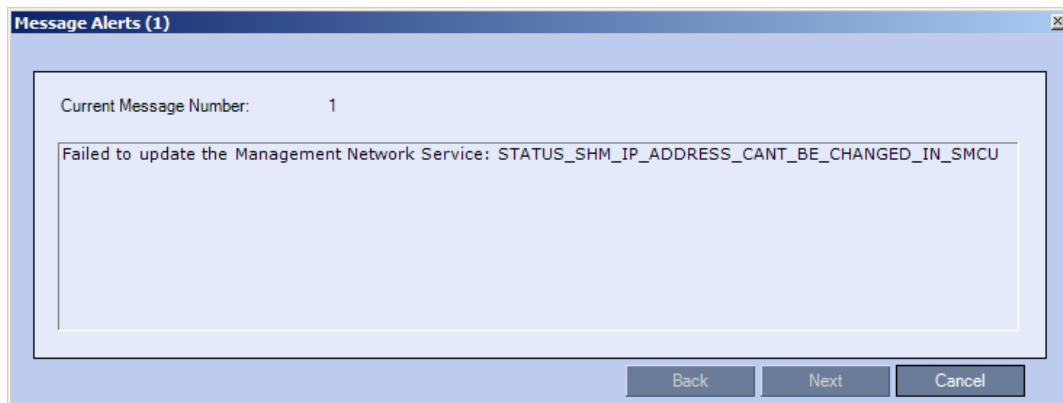 Message Alerts (1)
Current Message Number: 1
Failed to update the Management Network Service: STATUS_SHM_IP_ADDRESS_CANT_BE_CHANGED_IN_SMCU
Back Next Cancel